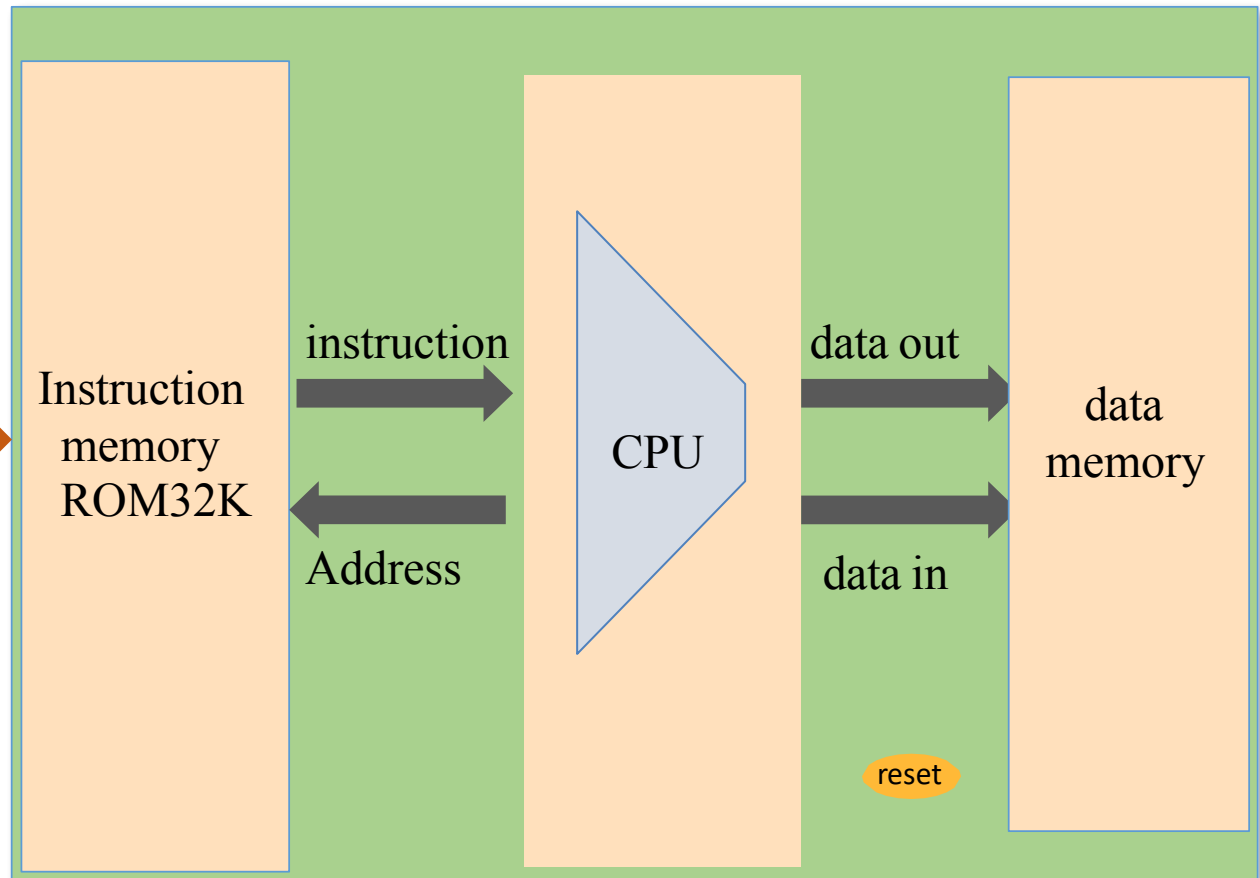 Instruction
memory
ROM32K
instruction
Address
CPU
data out
data in
data
memory
reset